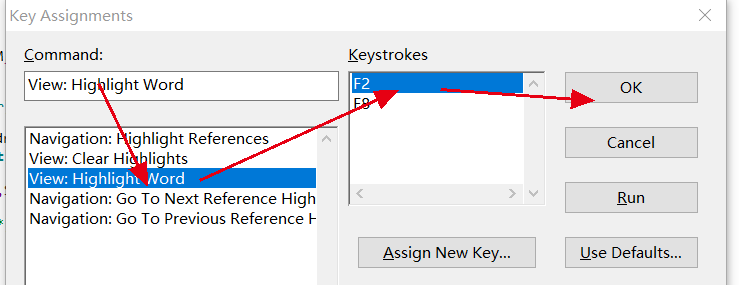 Key Assignments
Command:
View: Highlight Word
Navigation: Highlight References
View: Clear Highlights
View: Highlight Word
Navigation: Go To Next Reference High
Navigation: Go To Previous Reference H
Keystrokes
F2
F8
Assign New Key...
OK
Cancel
Run
Use Defaults...